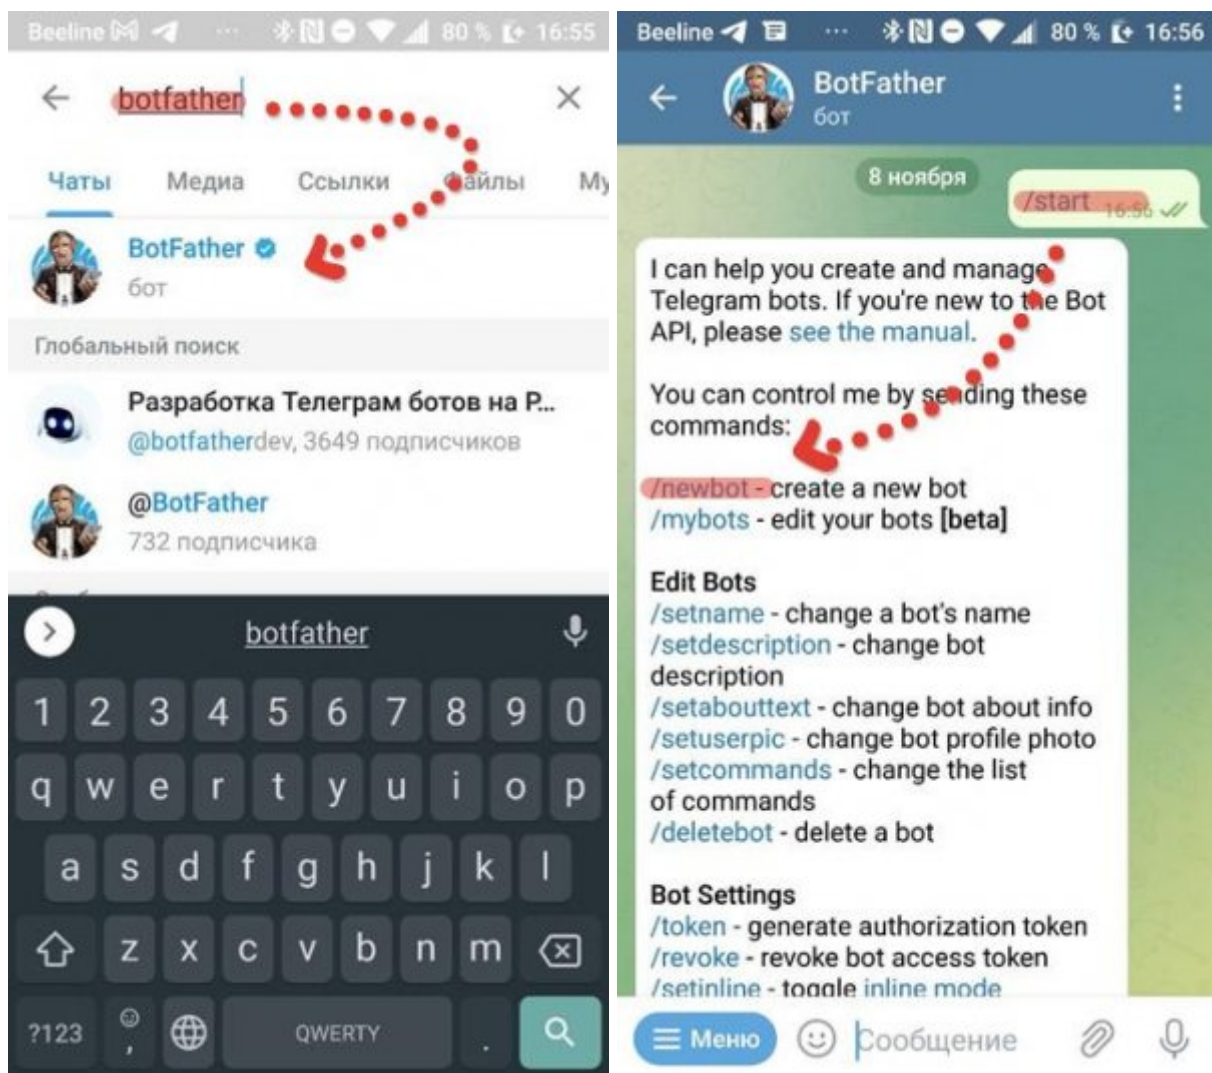 Beeline ... 80 % 16:55
botfather
Чаты Медиа Ссылки Файлы Му
BotFather
бот
Глобальный поиск
Разработка Телеграм ботов на P...
@botfatherdev, 3649 подписчиков
@BotFather
732 подписчика
botfather
1 2 3 4 5 6 7 8 9 0
q w e r t y u i o p
a s d f g h j k l
z x c v b n m
?123 , QWERTY .
Beeline ... 80 % 16:56
BotFather
бот
8 ноября
/start 16:56
I can help you create and manage
Telegram bots. If you're new to the Bot
API, please see the manual.
You can control me by sending these
commands:
/newbot - create a new bot
/mybots - edit your bots [beta]
Edit Bots
/setname - change a bot's name
/setdescription - change bot
description
/setabouttext - change bot about info
/setuserpic - change bot profile photo
/setcommands - change the list
of commands
/deletebot - delete a bot
Bot Settings
/token - generate authorization token
/revoke - revoke bot access token
/setinline - toggle inline mode
Меню Сообщение